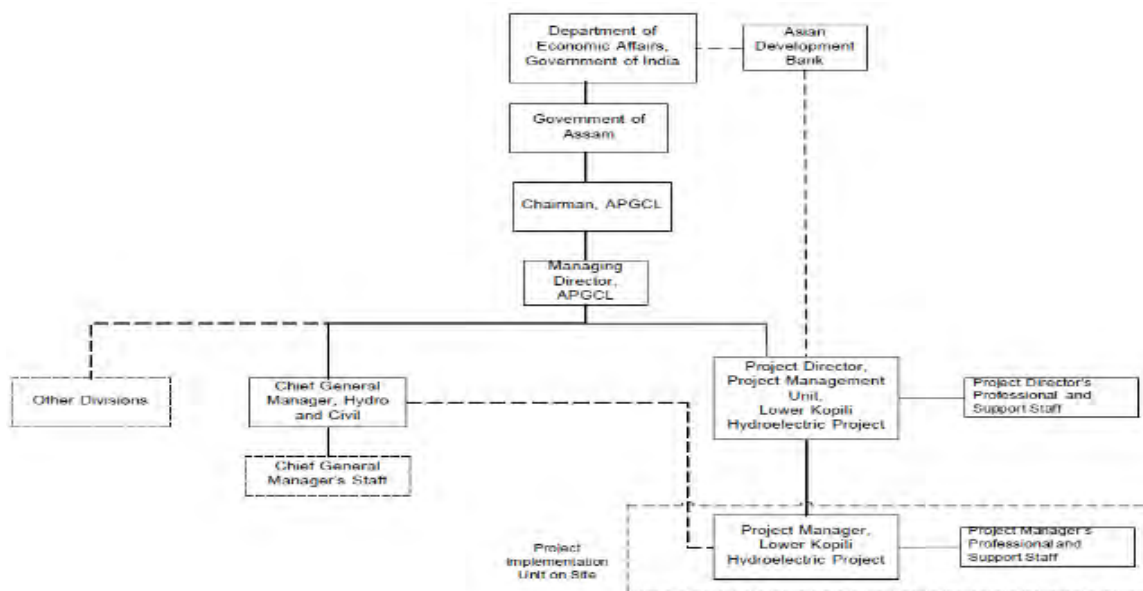 Department of
Economic Affairs,
Government of India
Asian
Development
Bank
Government of
Assam
Chairman, APGCL
Managing
Director,
APGCL
Other Divisions
Chief General
Manager, Hydro
and Civil
Project Director,
Project Management
Unit,
Lower Kopili
Hydroelectric Project
Project Director's
Professional and
Support Staff
Chief General
Manager's Staff
Project
Implementation
Unit on Site
Project Manager,
Lower Kopili
Hydroelectric Project
Project Manager's
Professional and
Support Staff